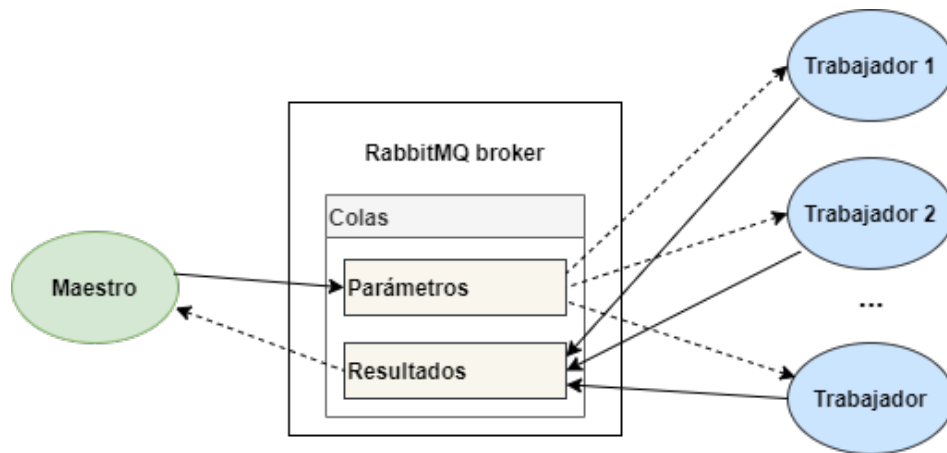 Trabajador 1
RabbitMQ broker
Colas
Trabajador 2
Maestro
Parámetros
...
Resultados
Trabajador